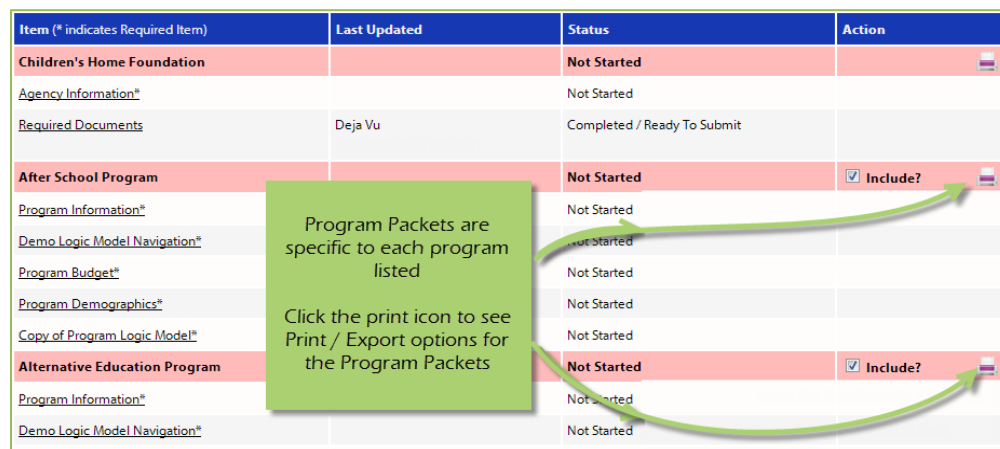 Item (* indicates Required Item) Last Updated Status Action
Children's Home Foundation Not Started
Agency Information* Not Started
Required Documents Deja Vu Completed / Ready To Submit
After School Program Not Started Include?
Program Information* Not Started
Demo Logic Model Navigation* Not Started
Program Budget* Not Started
Program Demographics* Not Started
Copy of Program Logic Model* Not Started
Alternative Education Program Not Started Include?
Program Information* Not Started
Demo Logic Model Navigation* Not Started
Program Packets are
specific to each program
listed
Click the print icon to see
Print / Export options for
the Program Packets